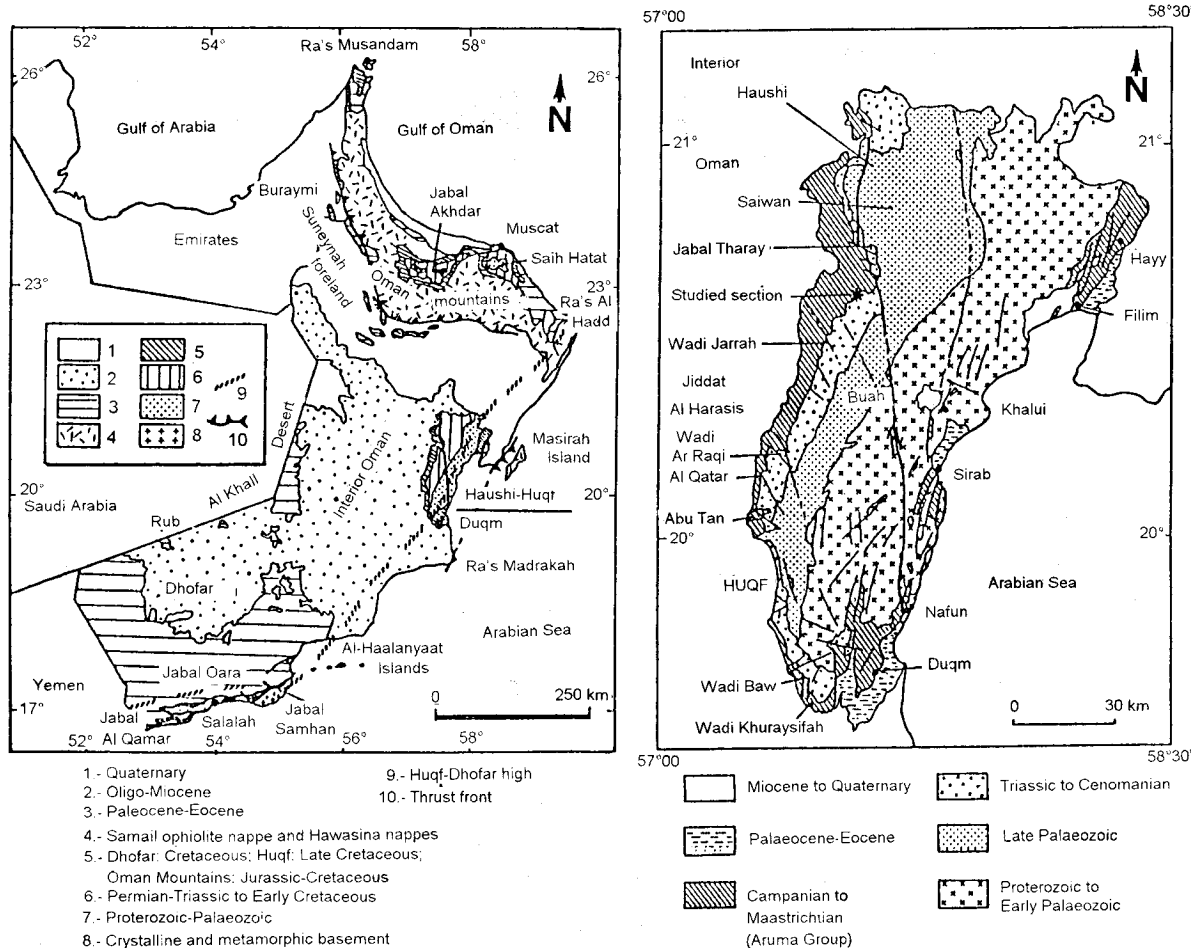 52°
54°
Ra's Musandam
58°
26°
26°
N
Gulf of Arabia
Gulf of Oman
Buraymi
Jabal
Akhdar
Muscat
Emirates
Suneynah
foreland
Saih Hatat
Oman
mountains
23°
23°
Ra's Al
Hadd
1
2
3
4
5
6
7
8
9
10
Desert
Masirah
island
Interior Oman
20°
20°
Saudi Arabia
Al Khali
Rub
Haushi-Huqf
Duqm
Ra's Madrakah
Dhofar
Arabian Sea
Al-Haalanyaat
Islands
Jabal Qara
Yemen
0
250 km
17°
17°
Jabal
Al Qamar
Salalah
Jabal
Samhan
52°
54°
56°
58°
1.- Quaternary
2.- Oligo-Miocene
3.- Paleocene-Eocene
4.- Samail ophiolite nappe and Hawasina nappes
5.- Dhofar: Cretaceous; Huqf: Late Cretaceous;
Oman Mountains: Jurassic-Cretaceous
6.- Permian-Triassic to Early Cretaceous
7.- Proterozoic-Palaeozoic
8.- Crystalline and metamorphic basement
9.- Huqf-Dhofar high
10.- Thrust front
57°00
58°30'
Interior
Haushi
N
21°
21°
Oman
Saiwan
Jabal Tharay
Hayy
Studied section
Filim
Wadi Jarrah
Jiddat
Buah
Al Harasis
Khalui
Wadi
Ar Raqi
Al Qatar
Sirab
Abu Tan
20°
20°
HUQF
Arabian Sea
Nafun
Duqm
Wadi Baw
Wadi Khuraysifah
0
30 km
57°00
58°30'
Miocene to Quaternary
Palaeocene-Eocene
Campanian to
Maastrichtian
(Aruma Group)
Triassic to Cenomanian
Late Palaeozoic
Proterozoic to
Early Palaeozoic